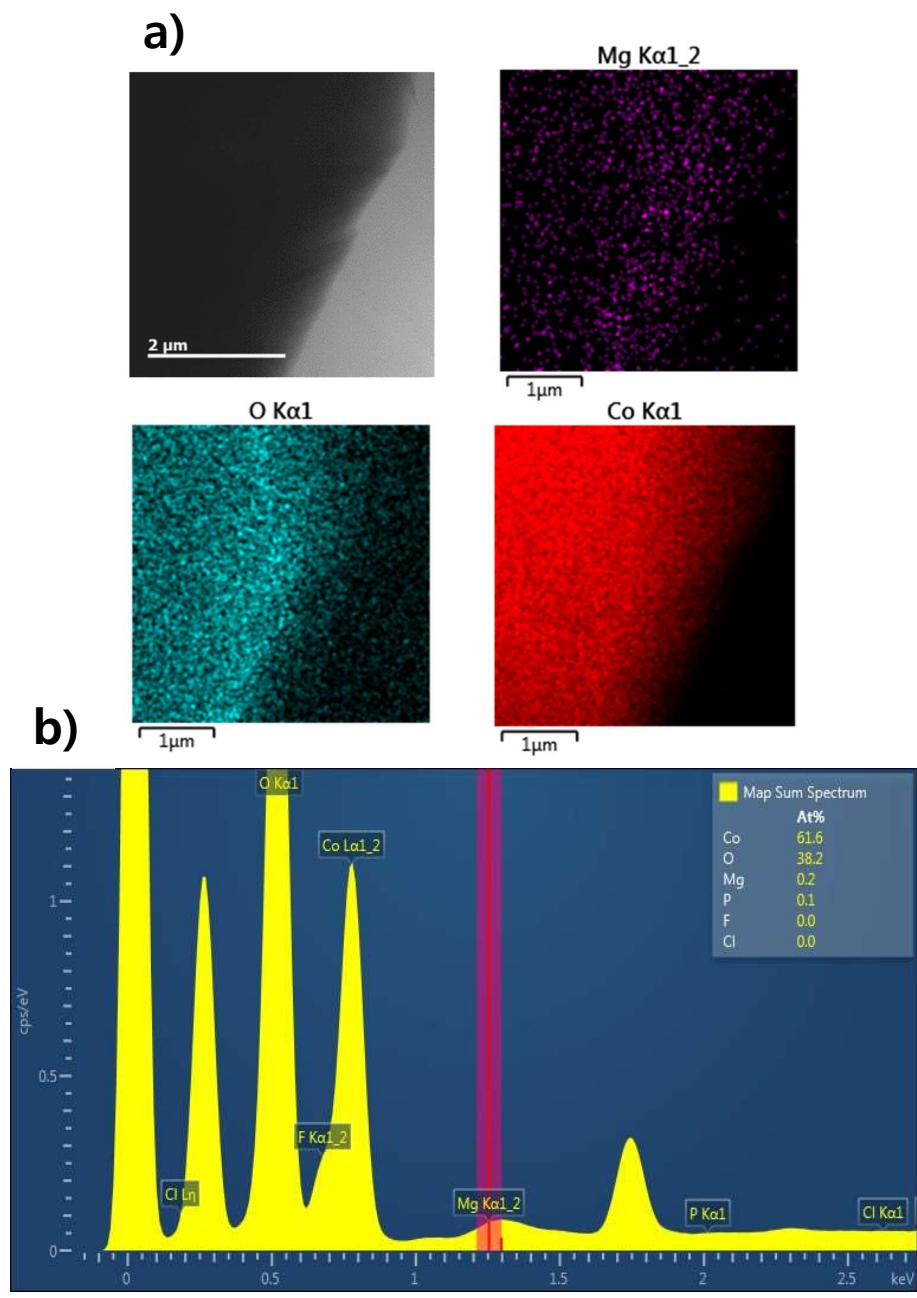 a)
Mg Kα1_2
2 μm
1μm
O Kα1
Co Kα1
1μm
1μm
b)
O Kα1
Co Lα1_2
F Kα1_2
Cl Lη
Mg Kα1_2
P Kα1
Cl Kα1
Map Sum Spectrum
At%
Co 61.6
O 38.2
Mg 0.2
P 0.1
F 0.0
Cl 0.0
cps/eV
1
0.5
0
0 0.5 1 1.5 2 2.5 keV